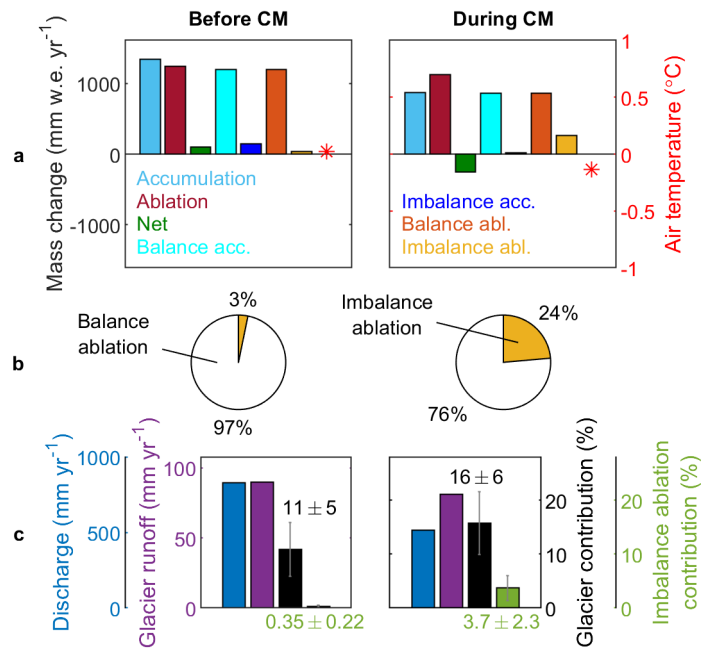 Before CM
During CM
a
Mass change (mm w.e. yr⁻¹)
1000
0
-1000
Accumulation
Ablation
Net
Balance acc.
Imbalance acc.
Balance abl.
Imbalance abl.
1
0.5
0
-0.5
-1
Air temperature (°C)
b
Balance
ablation
3%
97%
Imbalance
ablation
24%
76%
c
Discharge (mm yr⁻¹)
1000
500
0
Glacier runoff (mm yr⁻¹)
100
50
0
11 ± 5
0.35 ± 0.22
16 ± 6
3.7 ± 2.3
20
10
0
Glacier contribution (%)
20
10
0
Imbalance ablation
contribution (%)